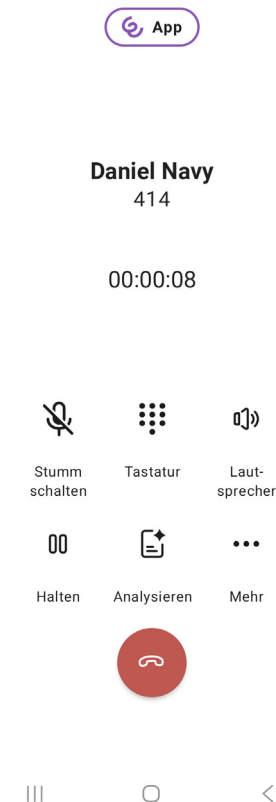 App
Daniel Navy
414
00:00:08
Stumm
schalten
Tastatur
Laut-
sprecher
Halten
Analysieren
Mehr